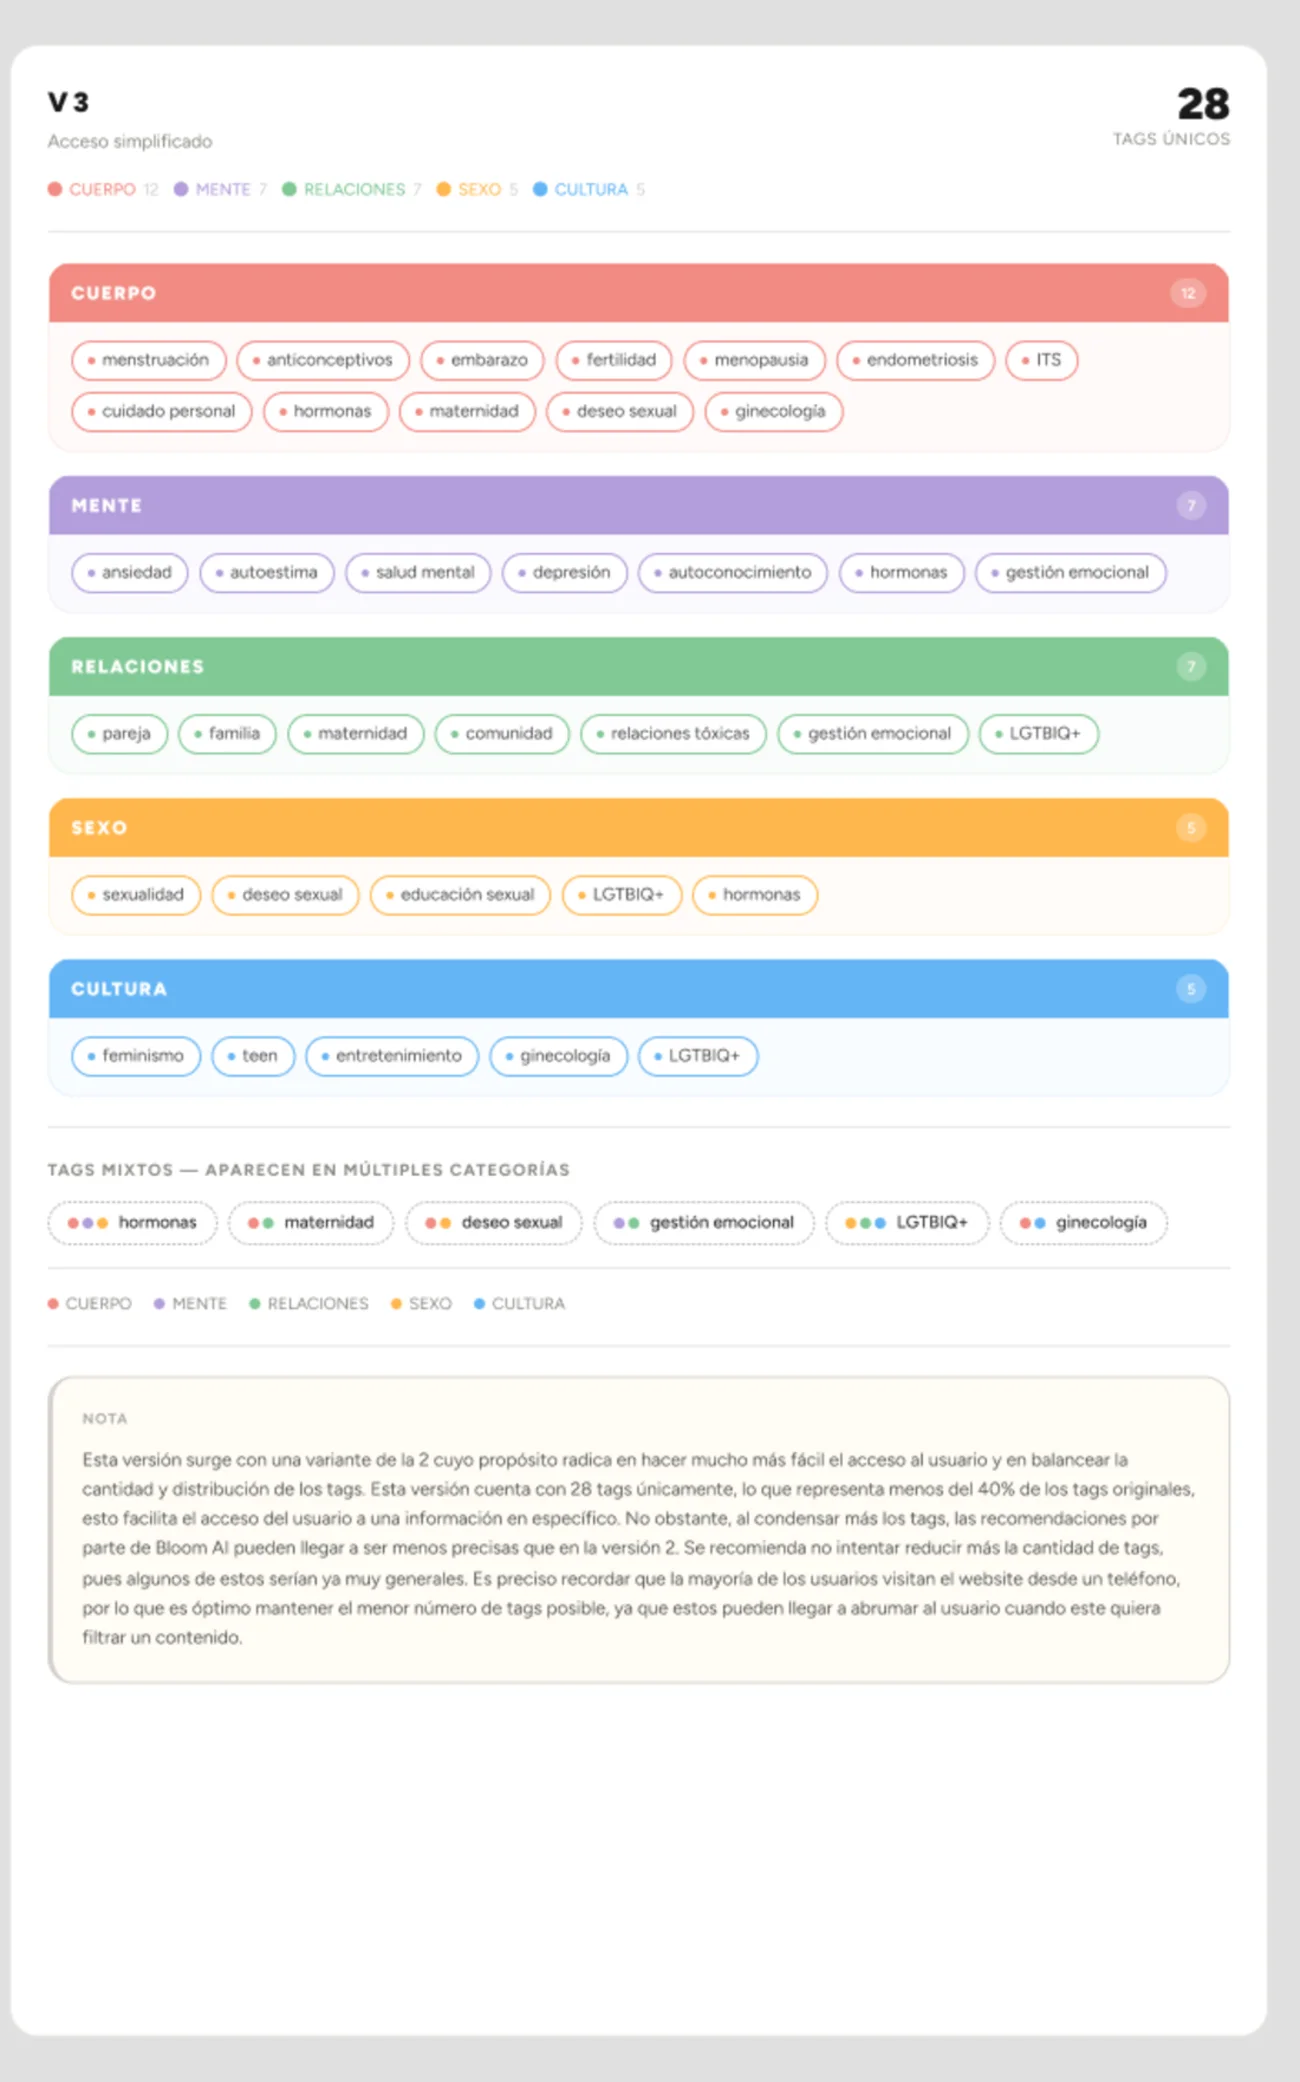 V3
28
Acceso simplificado
TAGS ÚNICOS
CUERPO 12 MENTE 7 RELACIONES 7 SEXO 5 CULTURA 5
CUERPO 12
menstruación anticonceptivos embarazo fertilidad menopausia endometriosis ITS
cuidado personal hormonas maternidad deseo sexual ginecología
MENTE 7
ansiedad autoestima salud mental depresión autoconocimiento hormonas gestión emocional
RELACIONES 7
pareja familia maternidad comunidad relaciones tóxicas gestión emocional LGTBIQ+
SEXO 5
sexualidad deseo sexual educación sexual LGTBIQ+ hormonas
CULTURA 5
feminismo teen entretenimiento ginecología LGTBIQ+
TAGS MIXTOS — APARECEN EN MÚLTIPLES CATEGORÍAS
hormonas maternidad deseo sexual gestión emocional LGTBIQ+ ginecología
CUERPO MENTE RELACIONES SEXO CULTURA
NOTA
Esta versión surge con una variante de la 2 cuyo propósito radica en hacer mucho más fácil el acceso al usuario y en balancear la
cantidad y distribución de los tags. Esta versión cuenta con 28 tags únicamente, lo que representa menos del 40% de los tags originales,
esto facilita el acceso del usuario a una información en específico. No obstante, al condensar más los tags, las recomendaciones por
parte de Bloom AI pueden llegar a ser menos precisas que en la versión 2. Se recomienda no intentar reducir más la cantidad de tags,
pues algunos de estos serían ya muy generales. Es preciso recordar que la mayoría de los usuarios visitan el website desde un teléfono,
por lo que es óptimo mantener el menor número de tags posible, ya que estos pueden llegar a abrumar al usuario cuando este quiera
filtrar un contenido.